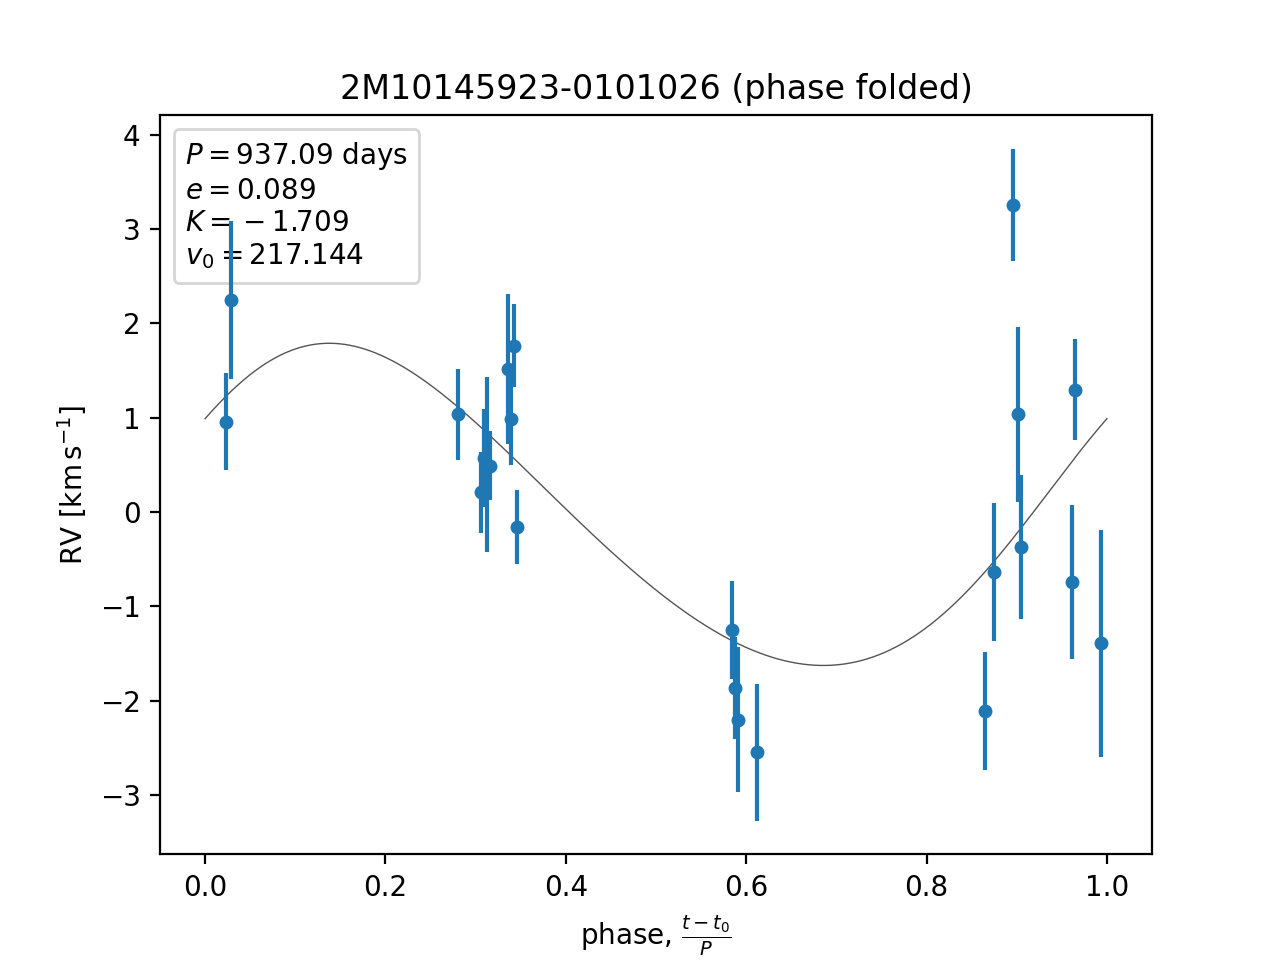 2M10145923-0101026 (phase folded)
P = 937.09 days
e = 0.089
K = −1.709
v₀ = 217.144
4
3
2
1
0
−1
−2
−3
RV [km s⁻¹]
0.0 0.2 0.4 0.6 0.8 1.0
phase, (t − t₀)/P